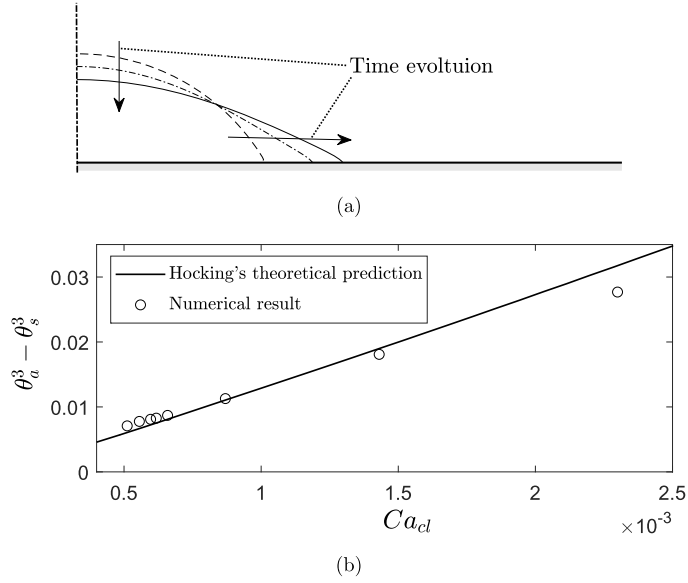 Time evoltuion
(a)
Hocking's theoretical prediction
Numerical result
θ_a^3 − θ_s^3
0.03
0.02
0.01
0
0.5 1 1.5 2 2.5
Ca_cl
×10^-3
(b)